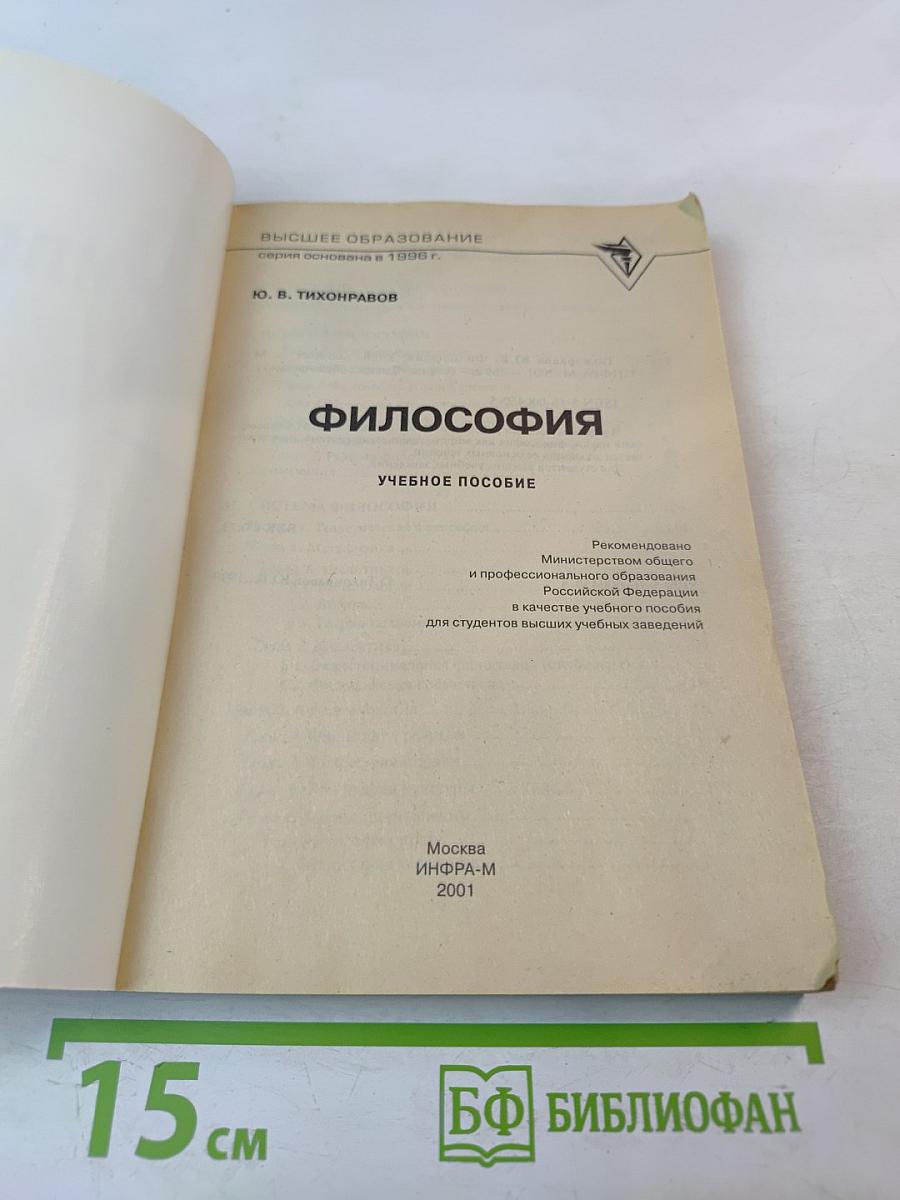 ВЫСШЕЕ ОБРАЗОВАНИЕ
серия основана в 1996 г.
Ю. В. ТИХОНРАВОВ
ФИЛОСОФИЯ
УЧЕБНОЕ ПОСОБИЕ
Рекомендовано
Министерством общего
и профессионального образования
Российской Федерации
в качестве учебного пособия
для студентов высших учебных заведений
Москва
ИНФРА-М
2001
15 см
БФ БИБЛИОФАН